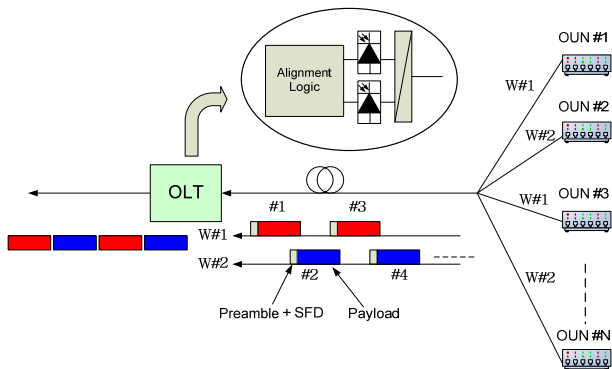 OUN #1
Alignment
Logic
W#1
OUN #2
W#2
OLT
OUN #3
W#1
#1
#3
W#1
W#2
W#2
#2
#4
Preamble + SFD
Payload
OUN #N